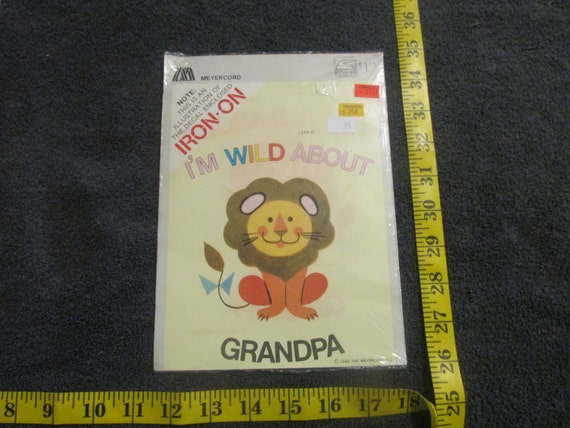 MEYERCORD
NOTE:
THIS IS AN
ILLUSTRATION OF
THE DECAL ENCLOSED
IRON-ON
I'M WILD ABOUT
GRANDPA
8 9 10 11 12 13 14 15 16 17 18
36
35
34
33
32
31
30
29
28
27
26
25